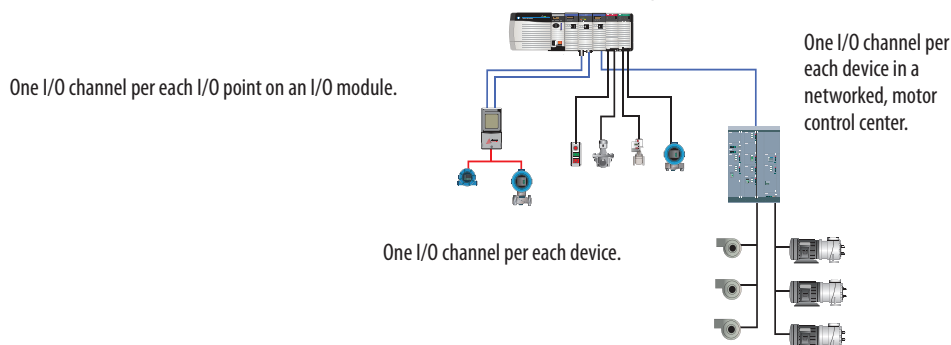 One I/O channel per each I/O point on an I/O module.
One I/O channel per
each device in a
networked, motor
control center.
One I/O channel per each device.